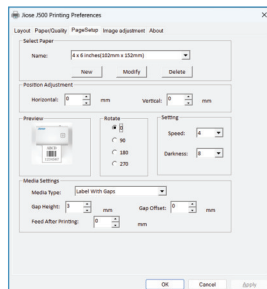 Jiose J500 Printing Preferences
Layout Paper/Quality PageSetup Image adjustment About
Select Paper
Name: 4 x 6 inches(102mm x 152mm)
New Modify Delete
Position Adjustment
Horizontal: 0 mm Vertical: 0 mm
Preview Rotate Setting
0
90
180
270
Speed: 4
Darkness: 8
Media Settings
Media Type: Label With Gaps
Gap Height: 3 mm Gap Offset: 0 mm
Feed After Printing: 0 mm
OK Cancel Apply